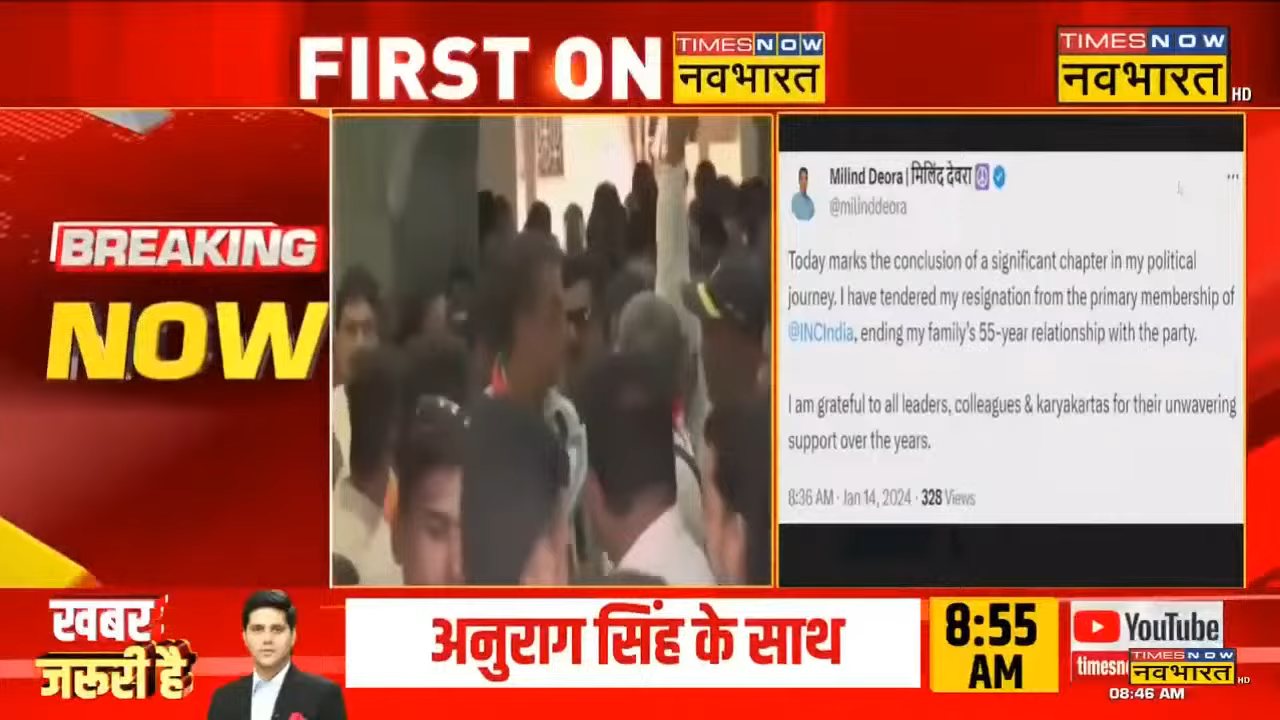 FIRST ON
TIMES NOW
नवभारत
TIMES NOW
नवभारत
HD
BREAKING
NOW
Milind Deora | मिलिंद देवरा
@milinddeora
Today marks the conclusion of a significant chapter in my political
journey. I have tendered my resignation from the primary membership of
@INCIndia, ending my family's 55-year relationship with the party.
I am grateful to all leaders, colleagues & karyakartas for their unwavering
support over the years.
8:36 AM · Jan 14, 2024 · 328 Views
खबर
जरूरी है
अनुराग सिंह के साथ
8:55
AM
YouTube
timesno
TIMES NOW
नवभारत
HD
08:46 AM